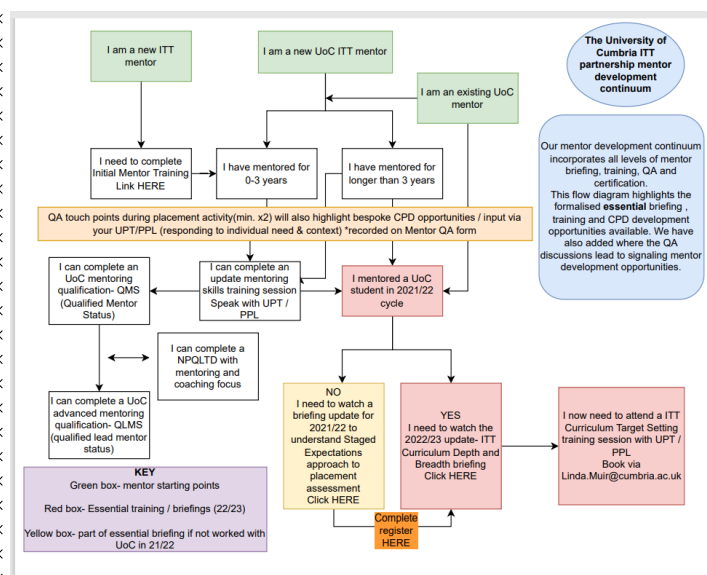 I am a new ITT
mentor
I am a new UoC ITT mentor
I am an existing UoC
mentor
The University of
Cumbria ITT
partnership mentor
development
continuum
I need to complete
Initial Mentor Training
Link HERE
I have mentored for
0-3 years
I have mentored for
longer than 3 years
Our mentor development continuum
incorporates all levels of mentor
briefing, training, QA and
certification.
This flow diagram highlights the
formalised essential briefing ,
training and CPD development
opportunities available. We have
also added where the QA
discussions lead to signaling mentor
development opportunities.
QA touch points during placement activity(min. x2) will also highlight bespoke CPD opportunities / input via
your UPT/PPL (responding to individual need & context) *recorded on Mentor QA form
I can complete an
UoC mentoring
qualification- QMS
(Qualified Mentor
Status)
I can complete an
update mentoring
skills training session
Speak with UPT /
PPL
I mentored a UoC
student in 2021/22
cycle
I can complete a
NPQLTD with
mentoring and
coaching focus
I can complete a UoC
advanced mentoring
qualification- QLMS
(qualified lead mentor
status)
NO
I need to watch a
briefing update for
2021/22 to
understand Staged
Expectations
approach to
placement
assessment
Click HERE
YES
I need to watch the
2022/23 update- ITT
Curriculum Depth and
Breadth briefing
Click HERE
I now need to attend a ITT
Curriculum Target Setting
training session with UPT /
PPL
Book via
Linda.Muir@cumbria.ac.uk
KEY
Green box- mentor starting points
Red box- Essential training / briefings (22/23)
Yellow box- part of essential briefing if not worked with
UoC in 21/22
Complete
register
HERE